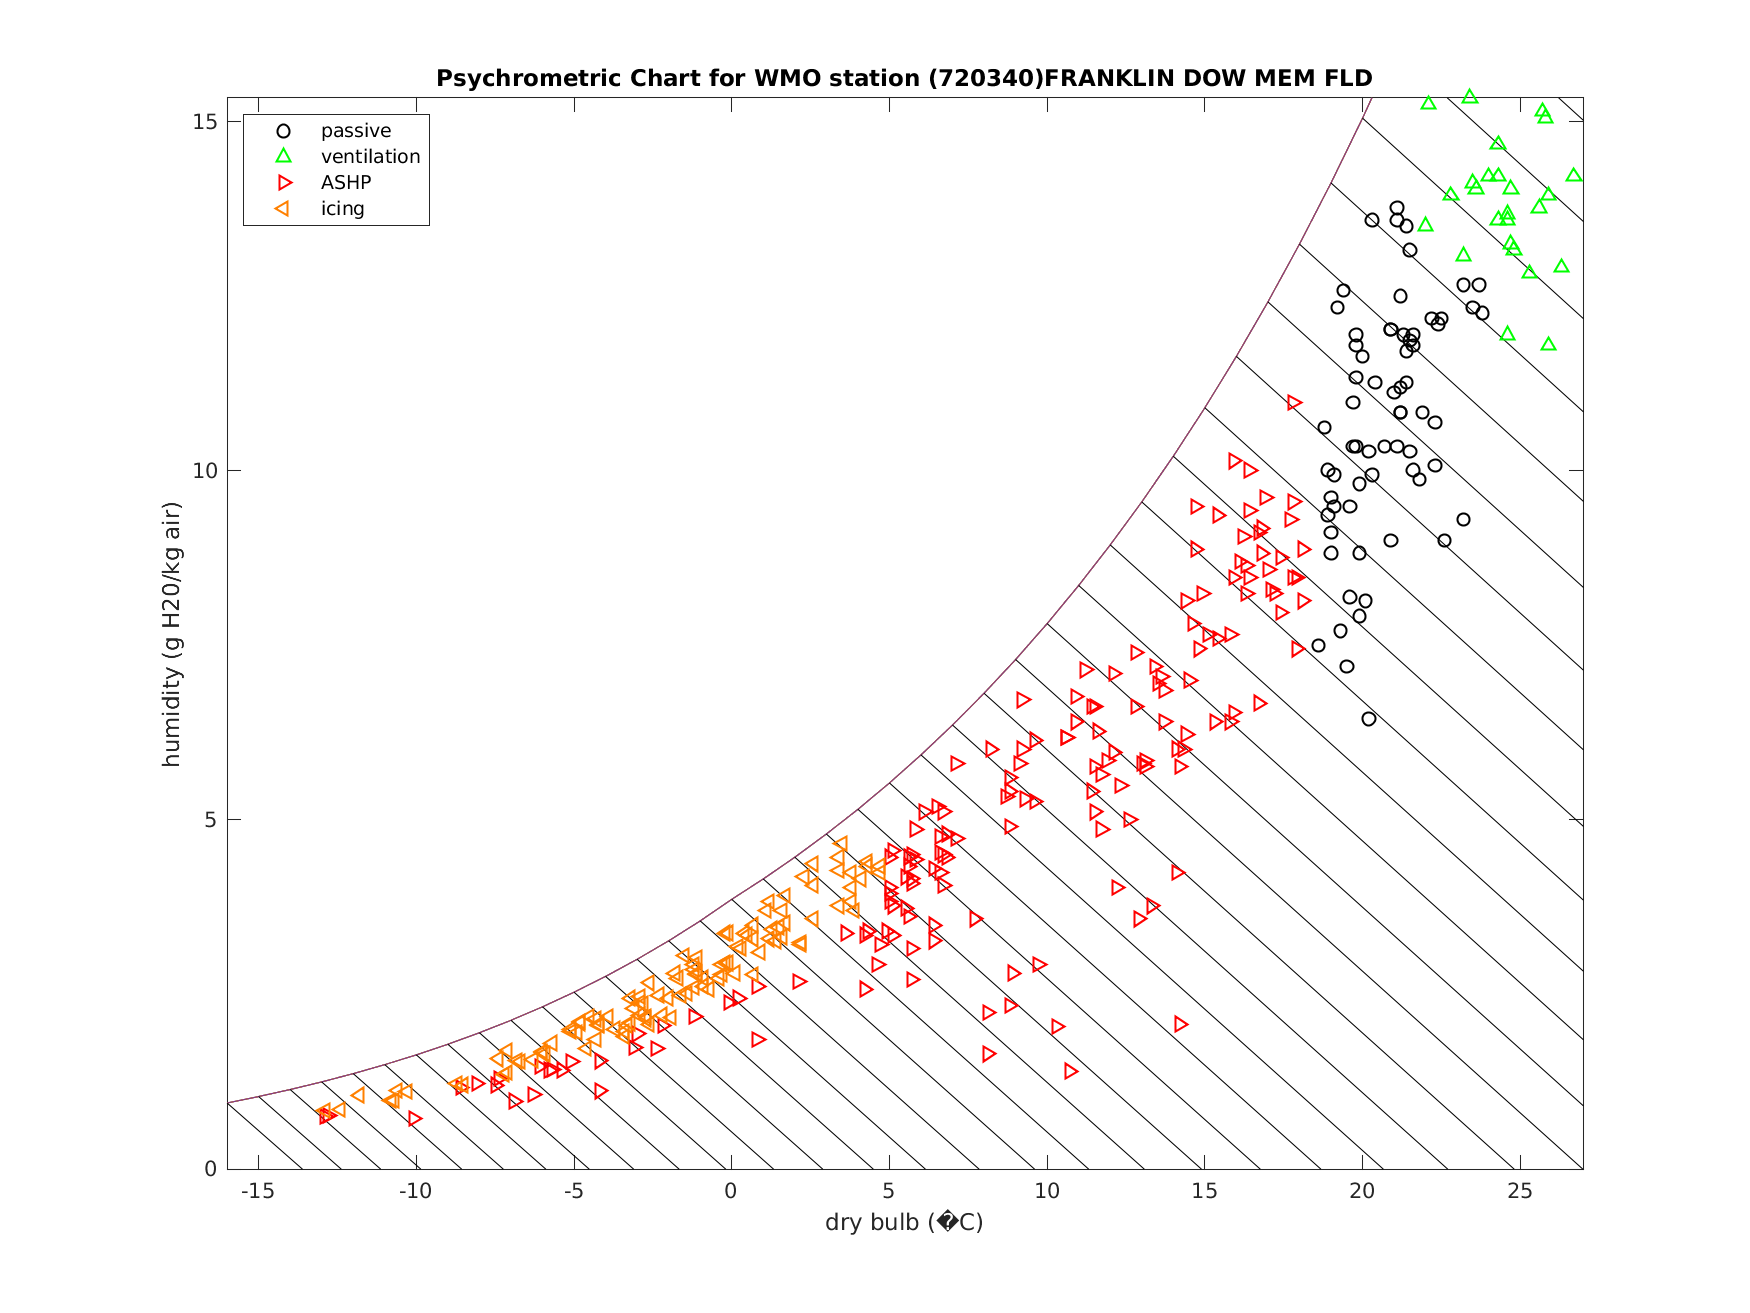 Psychrometric Chart for WMO station (720340)FRANKLIN DOW MEM FLD
passive
ventilation
ASHP
icing
15
10
5
0
humidity (g H20/kg air)
-15 -10 -5 0 5 10 15 20 25
dry bulb (�C)